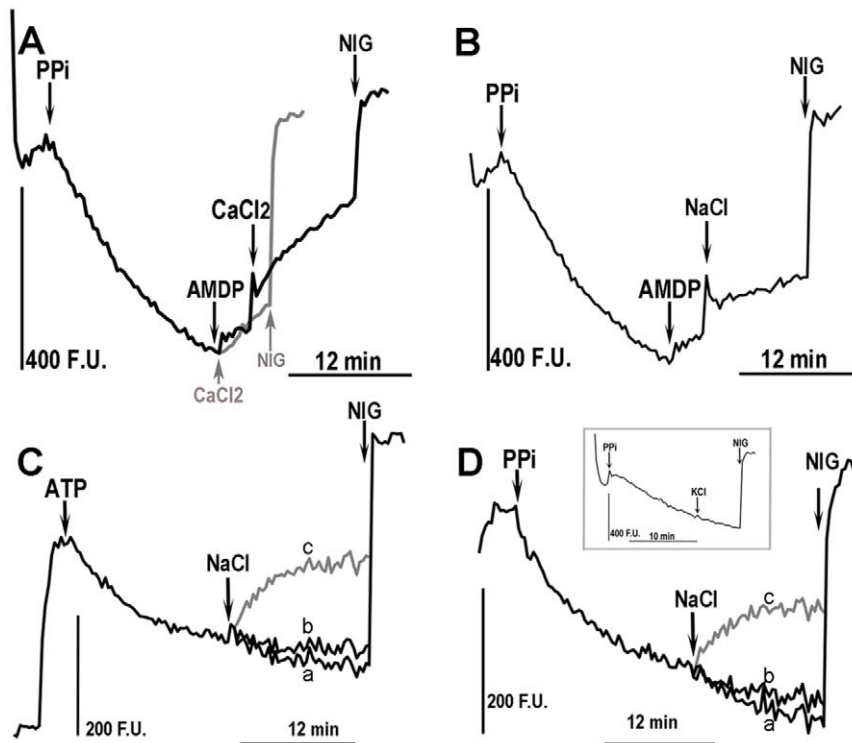 A
NIG
PPi
CaCl2
AMDP
NIG
CaCl2
400 F.U.
12 min
B
NIG
PPi
NaCl
AMDP
400 F.U.
12 min
C
NIG
ATP
NaCl
c
b
a
200 F.U.
12 min
D
PPi
NIG
NaCl
c
b
a
200 F.U.
12 min
PPi
NIG
KCl
400 F.U.
10 min